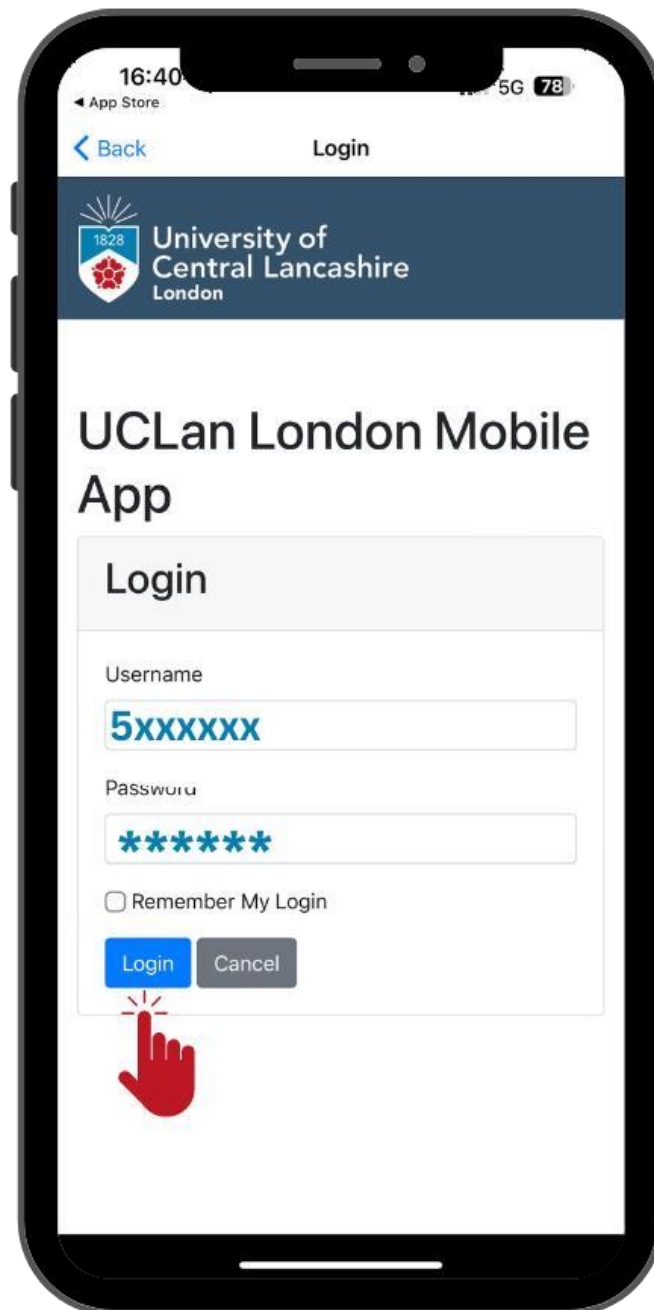 16:40
5G 78
◀ App Store
Back Login
1828
University of
Central Lancashire
London
UCLan London Mobile
App
Login
Username
5xxxxxx
Password
******
Remember My Login
Login Cancel